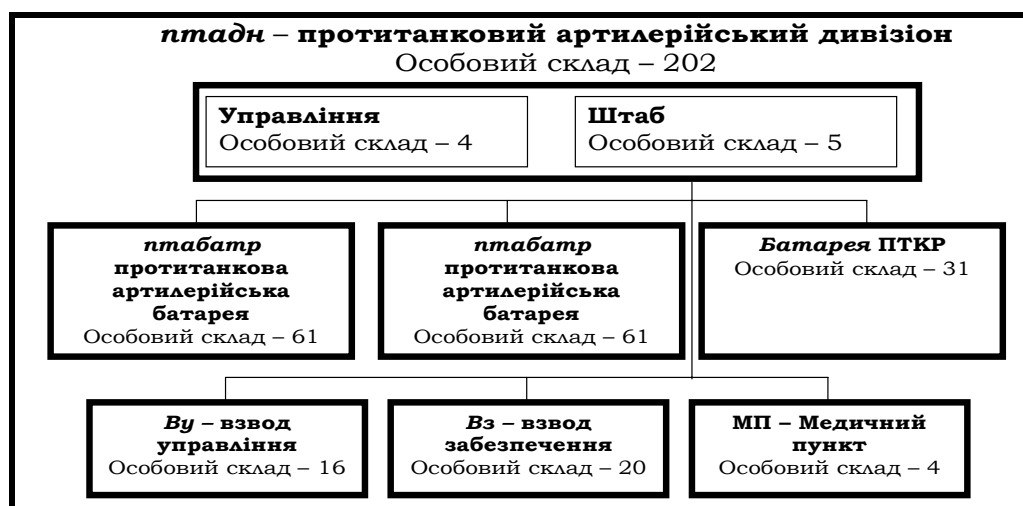 птадн – протитанковий артилерійський дивізіон
Особовий склад – 202
Управління
Особовий склад – 4
Штаб
Особовий склад – 5
птабатр
протитанкова
артилерійська
батарея
Особовий склад – 61
птабатр
протитанкова
артилерійська
батарея
Особовий склад – 61
Батарея ПТКР
Особовий склад – 31
Ву – взвод
управління
Особовий склад – 16
Вз – взвод
забезпечення
Особовий склад – 20
МП – Медичний
пункт
Особовий склад – 4